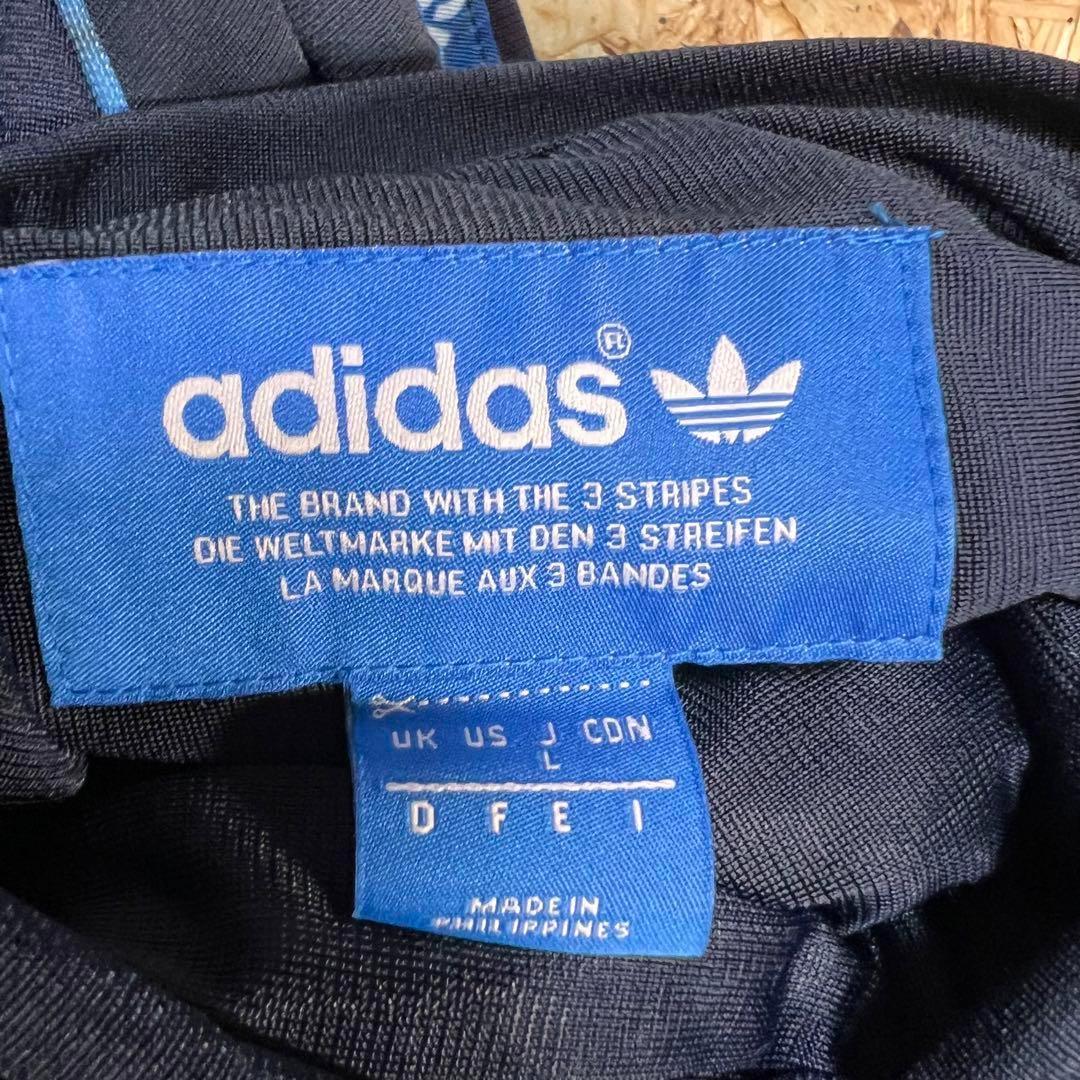 adidas®
THE BRAND WITH THE 3 STRIPES
DIE WELTMARKE MIT DEN 3 STREIFEN
LA MARQUE AUX 3 BANDES
UK US J CDN
L
D F E I
MADE IN
PHILIPPINES